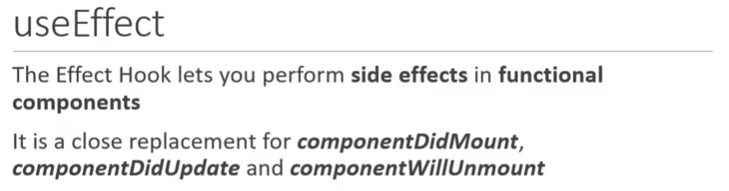 useEffect
The Effect Hook lets you perform side effects in functional
components
It is a close replacement for componentDidMount,
componentDidUpdate and componentWillUnmount